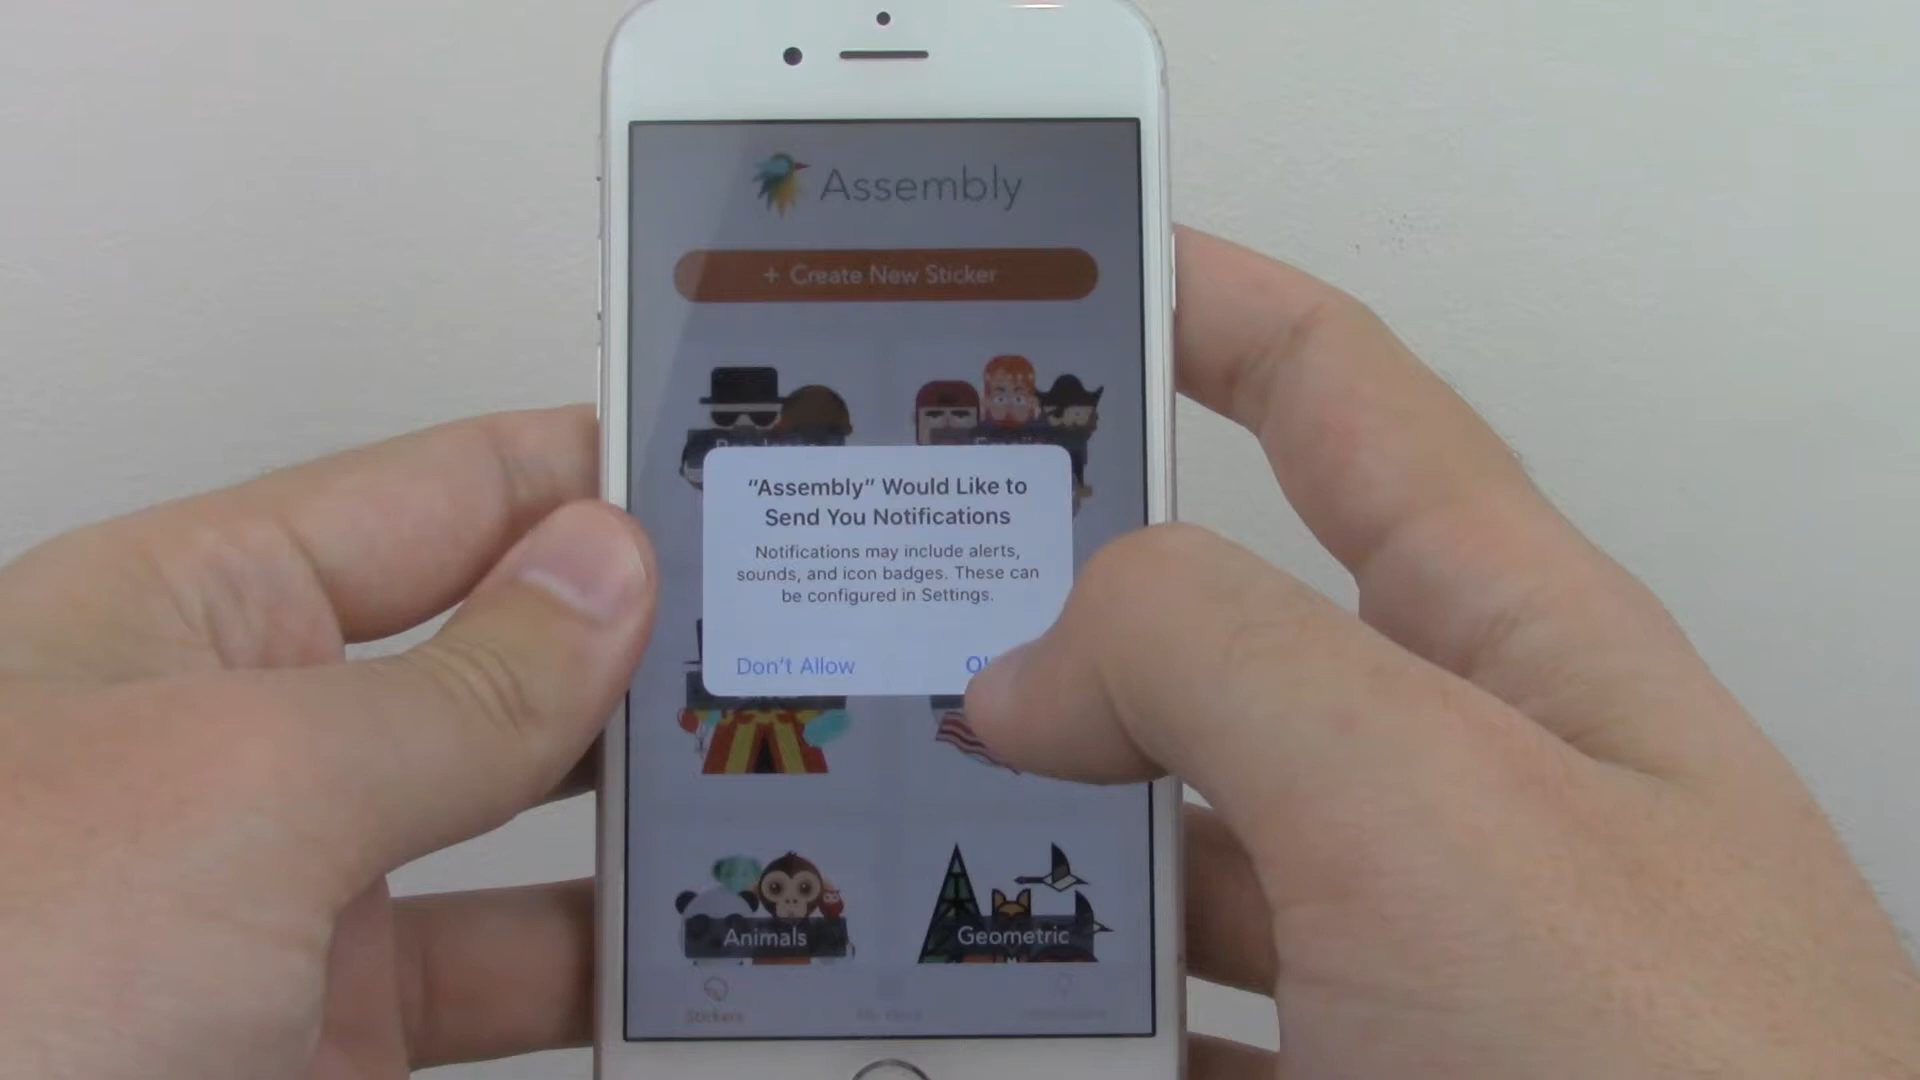 Assembly
+ Create New Sticker
"Assembly" Would Like to
Send You Notifications
Notifications may include alerts,
sounds, and icon badges. These can
be configured in Settings.
Don't Allow
Animals
Geometric
Stickers